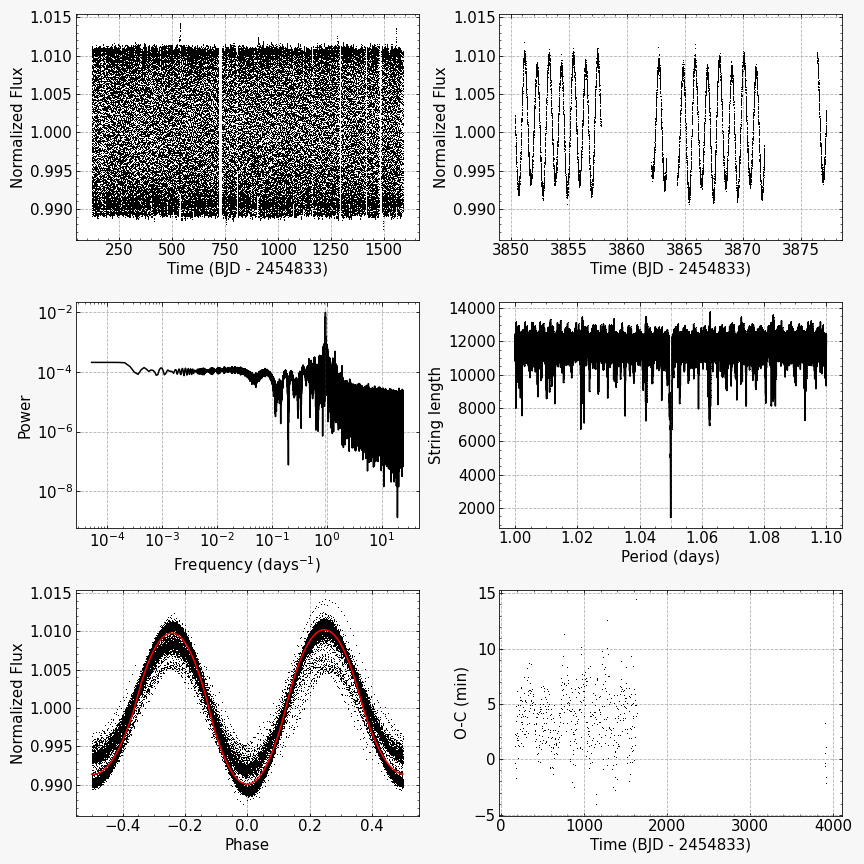 1.015
1.010
1.005
1.000
0.995
0.990
Normalized Flux
250 500 750 1000 1250 1500
Time (BJD - 2454833)
1.015
1.010
1.005
1.000
0.995
0.990
Normalized Flux
3850 3855 3860 3865 3870 3875
Time (BJD - 2454833)
10⁻²
10⁻⁴
10⁻⁶
10⁻⁸
Power
10⁻⁴ 10⁻³ 10⁻² 10⁻¹ 10⁰ 10¹
Frequency (days⁻¹)
14000
12000
10000
8000
6000
4000
2000
String length
1.00 1.02 1.04 1.06 1.08 1.10
Period (days)
1.015
1.010
1.005
1.000
0.995
0.990
Normalized Flux
−0.4 −0.2 0.0 0.2 0.4
Phase
15
10
5
0
−5
O-C (min)
0 1000 2000 3000 4000
Time (BJD - 2454833)